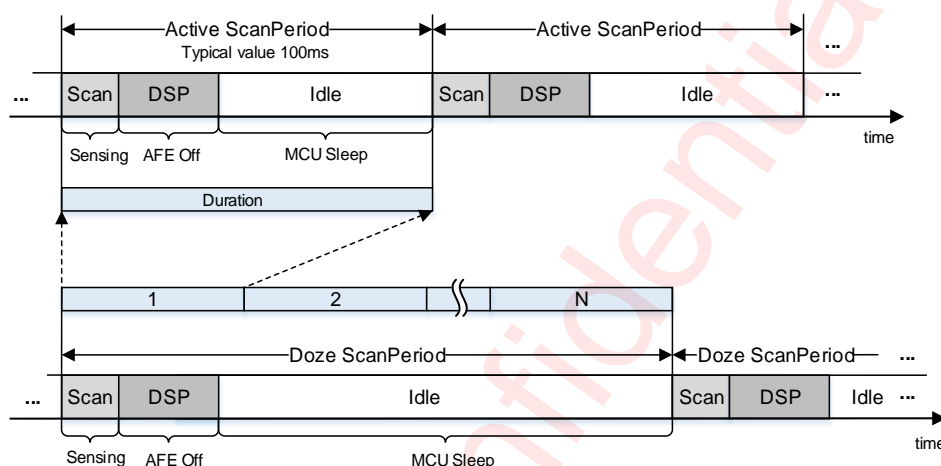 Active ScanPeriod Active ScanPeriod
Typical value 100ms
...
... Scan DSP Idle Scan DSP Idle ...
time
Sensing AFE Off MCU Sleep
Duration
1 2 N
Doze ScanPeriod Doze ScanPeriod ...
... Scan DSP Idle Scan DSP Idle ...
time
Sensing AFE Off MCU Sleep
onfidentia